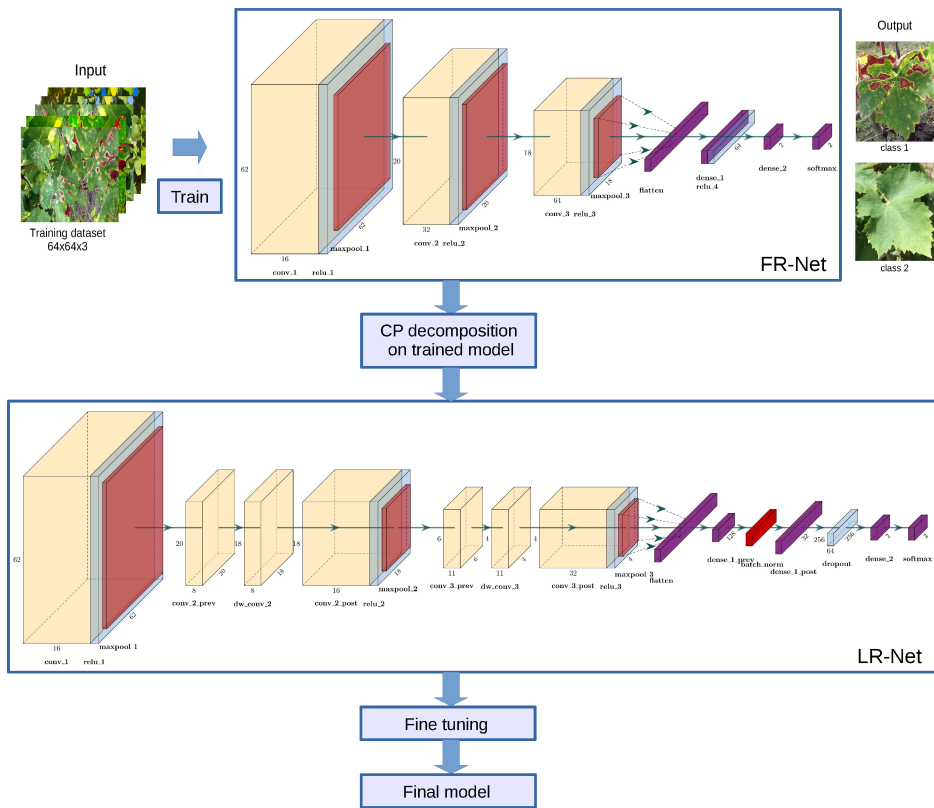 Input
Training dataset
64x64x3
Train
62
16
conv_1
relu_1
maxpool_1
62
20
32
conv_2
relu_2
maxpool_2
20
18
64
conv_3
relu_3
maxpool_3
18
flatten
dense_1
relu_4
64
dense_2
2
softmax
2
FR-Net
Output
class 1
class 2
CP decomposition
on trained model
62
16
conv_1
relu_1
maxpool 1
62
20
8
conv_2_prev
20
18
8
dw_conv_2
18
18
16
conv_2_post
relu_2
maxpool_2
18
6
11
conv_3_prev
6
4
11
dw_conv_3
4
4
32
conv_3_post
relu_3
maxpool 3
4
flatten
dense_1_prev
128
batch_norm
dense_1_post
32
256
64
dropout
256
dense_2
2
softmax
2
LR-Net
Fine tuning
Final model